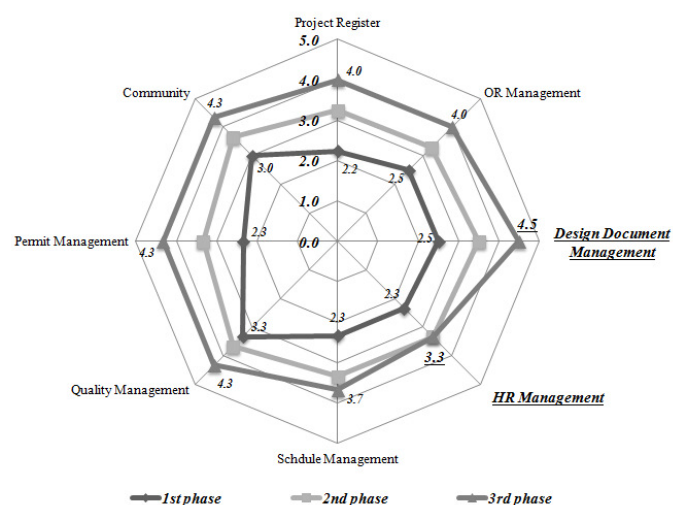 Project Register
5.0
4.0
4.0
4.3
Community
OR Management
4.0
3.0
3.0
2.0
2.2
2.5
1.0
4.5
Permit Management
4.3
2.3
0.0
2.5
Design Document
Management
2.3
3.3
2.3
3.3
4.3
3.7
Quality Management
HR Management
Schdule Management
1st phase
2nd phase
3rd phase